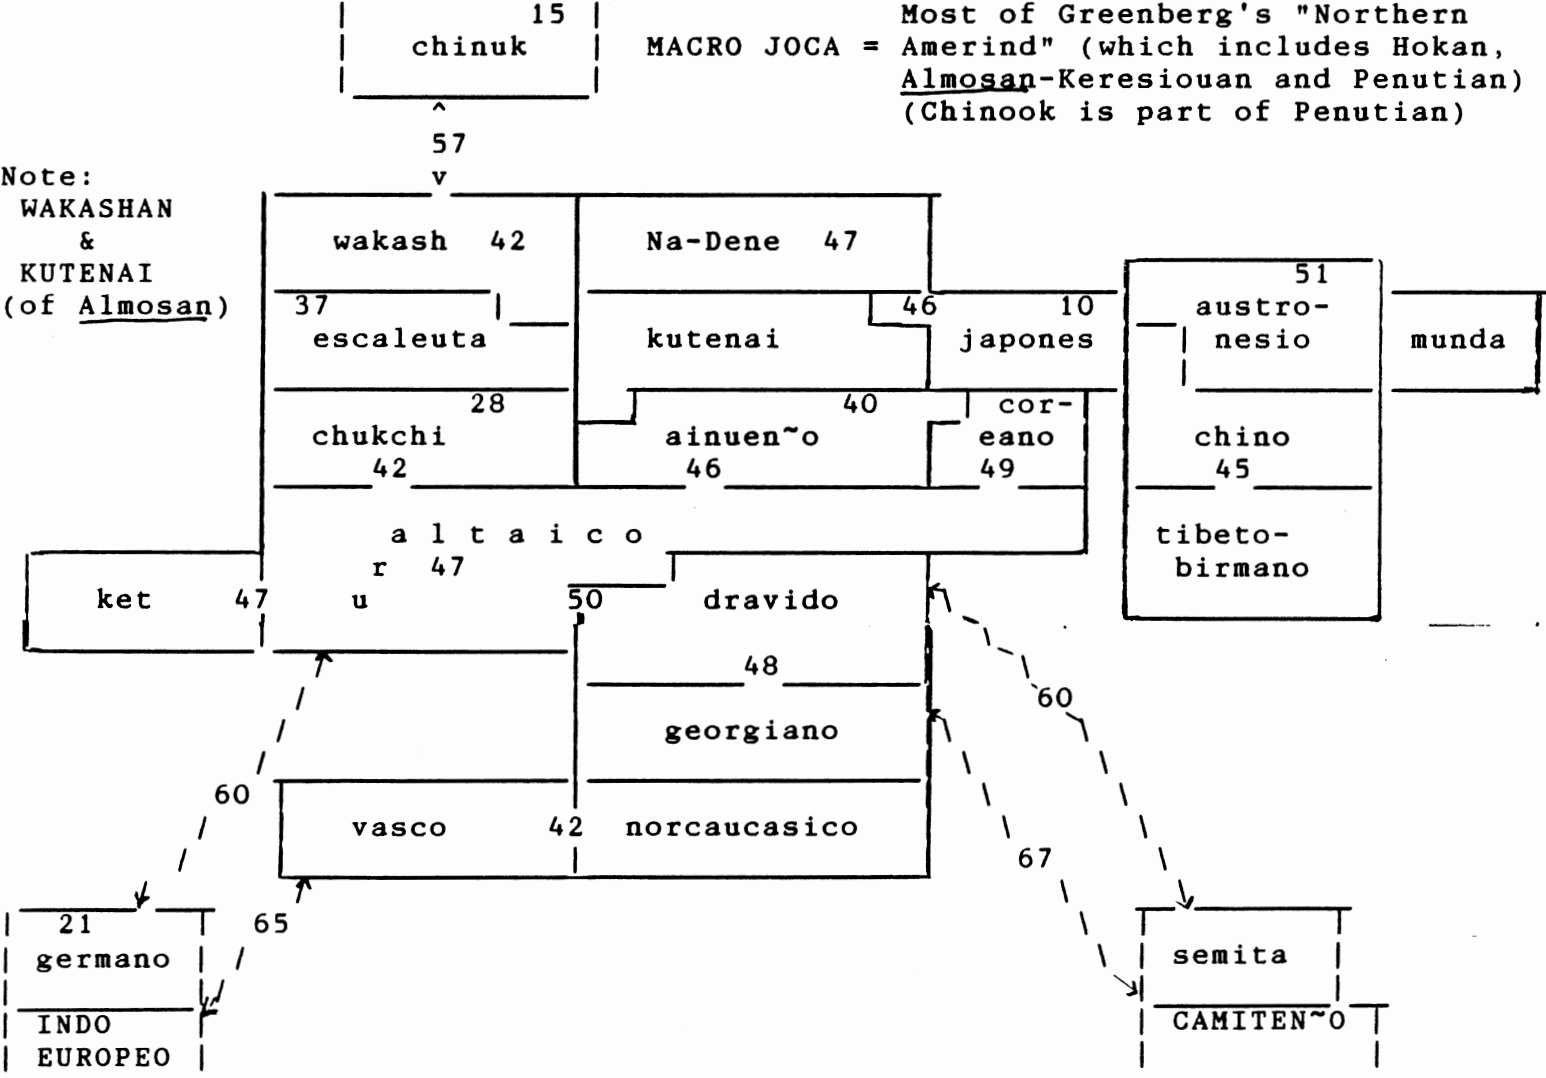 15
chinuk
MACRO JOCA = Most of Greenberg's "Northern
Amerind" (which includes Hokan,
Almosan-Keresiouan and Penutian)
(Chinook is part of Penutian)
^
57
v
Note:
WAKASHAN
&
KUTENAI
(of Almosan)
wakash 42
Na-Dene 47
37
escaleuta
kutenai
46
10
japones
51
austro-
nesio
munda
28
chukchi
42
40
ainuen~o
46
cor-
eano
49
chino
45
a l t a i c o
r 47
u
tibeto-
birmano
ket 47
50
dravido
48
georgiano
60
60
vasco 42 norcaucasico
67
65
21
germano
INDO
EUROPEO
semita
CAMITEN~O